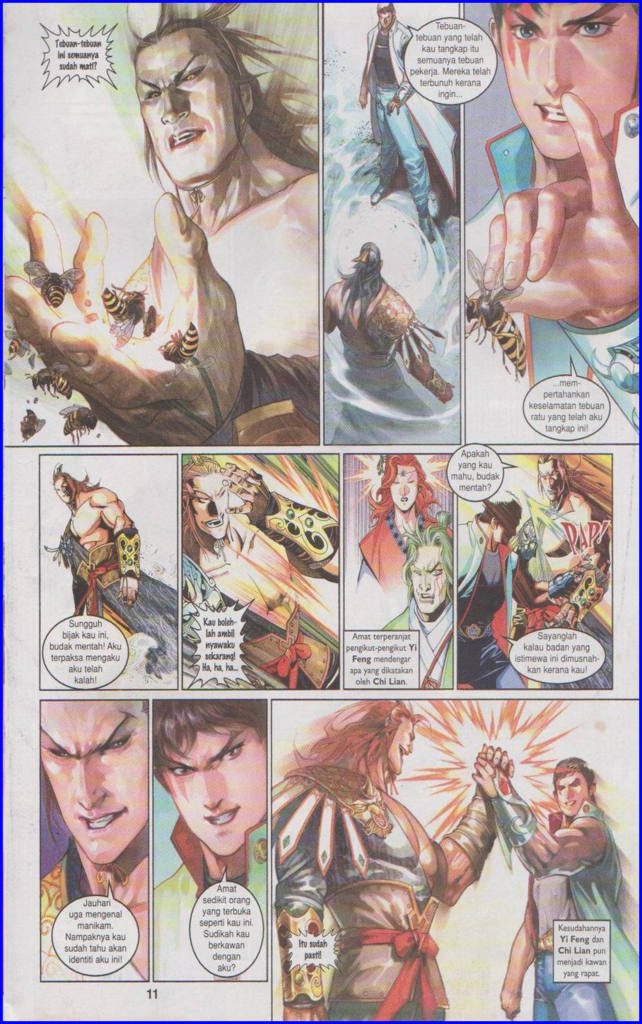 Tebuan-tebuan
ini semuanya
sudah mati?
Tebuan-
tebuan yang telah
kau tangkap itu
semuanya tebuan
pekerja. Mereka telah
terbunuh kerana
ingin...
...mem-
pertahankan
keselamatan tebuan
ratu yang telah aku
tangkap ini!
Sungguh
bijak kau ini,
budak mentah! Aku
terpaksa mengaku
aku telah
kalah!
Kau boleh-
lah ambil
nyawaku
sekarang!
Ha, ha, ha...
Amat terperanjat
pengikut-pengikut Yi
Feng mendengar
apa yang dikatakan
oleh Chi Lian.
Apakah
yang kau
mahu, budak
mentah?
PAP!
Sayanglah
kalau badan yang
istimewa ini dimusnah-
kan kerana kau!
Jauhari
uga mengenal
manikam.
Nampaknya kau
sudah tahu akan
identiti aku ini!
Amat
sedikit orang
yang terbuka
seperti kau ini.
Sudikah kau
berkawan
dengan
aku?
Itu sudah
pasti!
Kesudahannya
Yi Feng dan
Chi Lian pun
menjadi kawan
yang rapat.
11